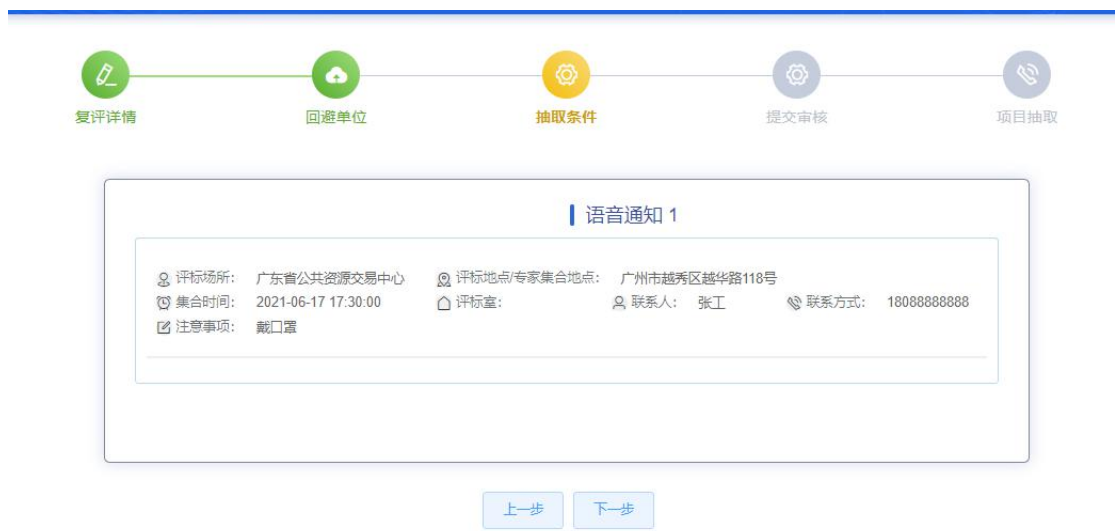 复评详情 回避单位 抽取条件 提交审核 项目抽取
语音通知 1
评标场所: 广东省公共资源交易中心 评标地点/专家集合地点: 广州市越秀区越华路118号
集合时间: 2021-06-17 17:30:00 评标室: 联系人: 张工 联系方式: 18088888888
注意事项: 戴口罩
上一步 下一步